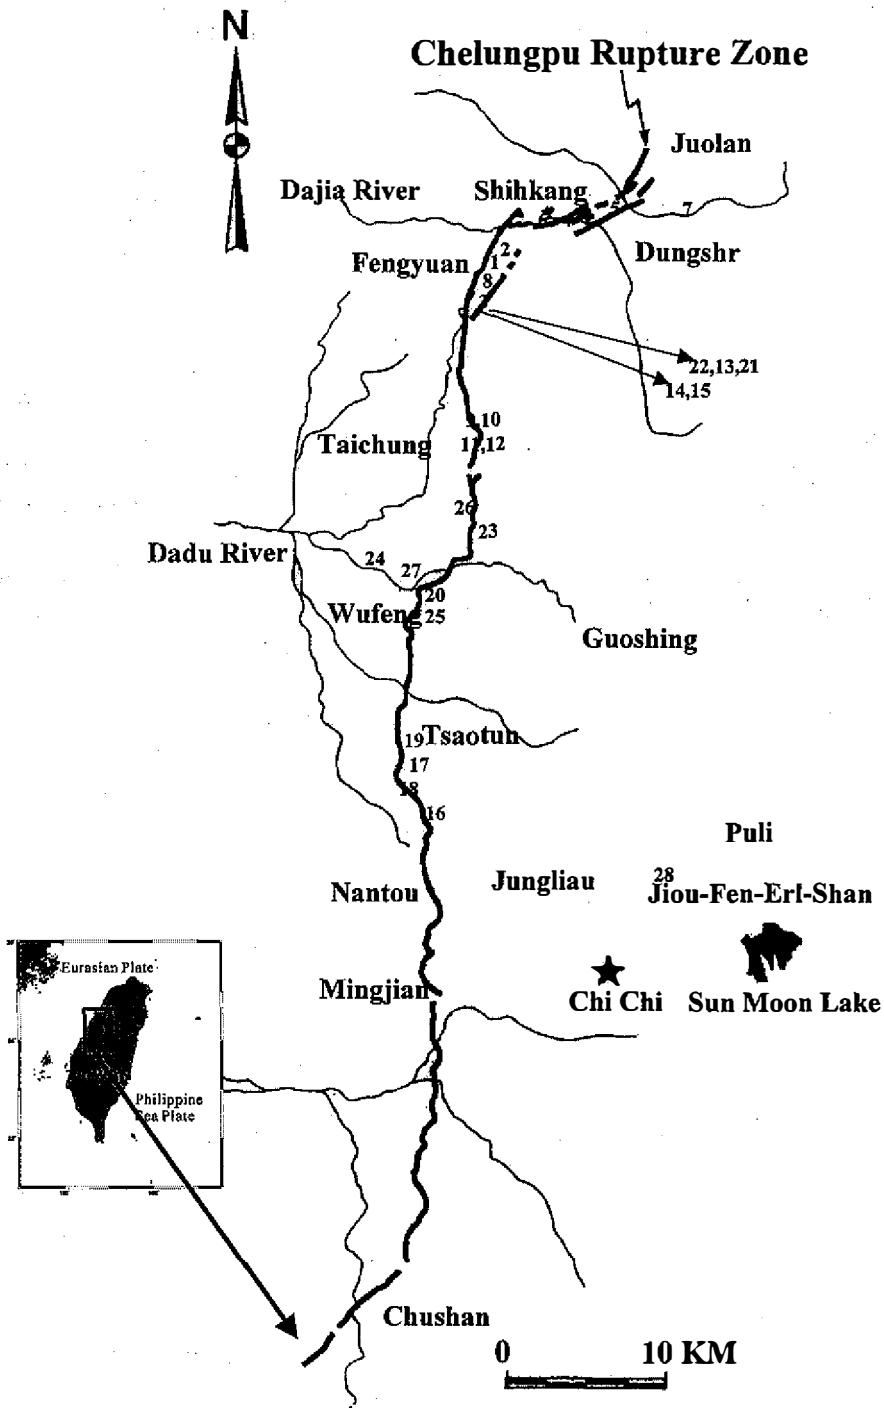 N
Chelungpu Rupture Zone
Juolan
Dajia River
Shihkang
7
Dungshr
Fengyuan
2
1
8
22,13,21
14,15
,10
11,12
Taichung
26
23
Dadu River
24
27
20
Wufeng
25
Guoshing
19
Tsaotun
17
18
16
Puli
Jungliau
28
Jiou-Fen-Erl-Shan
Nantou
Eurasian Plate
Mingjian
Chi Chi
Sun Moon Lake
Philippine
Sea Plate
Chushan
0
10 KM